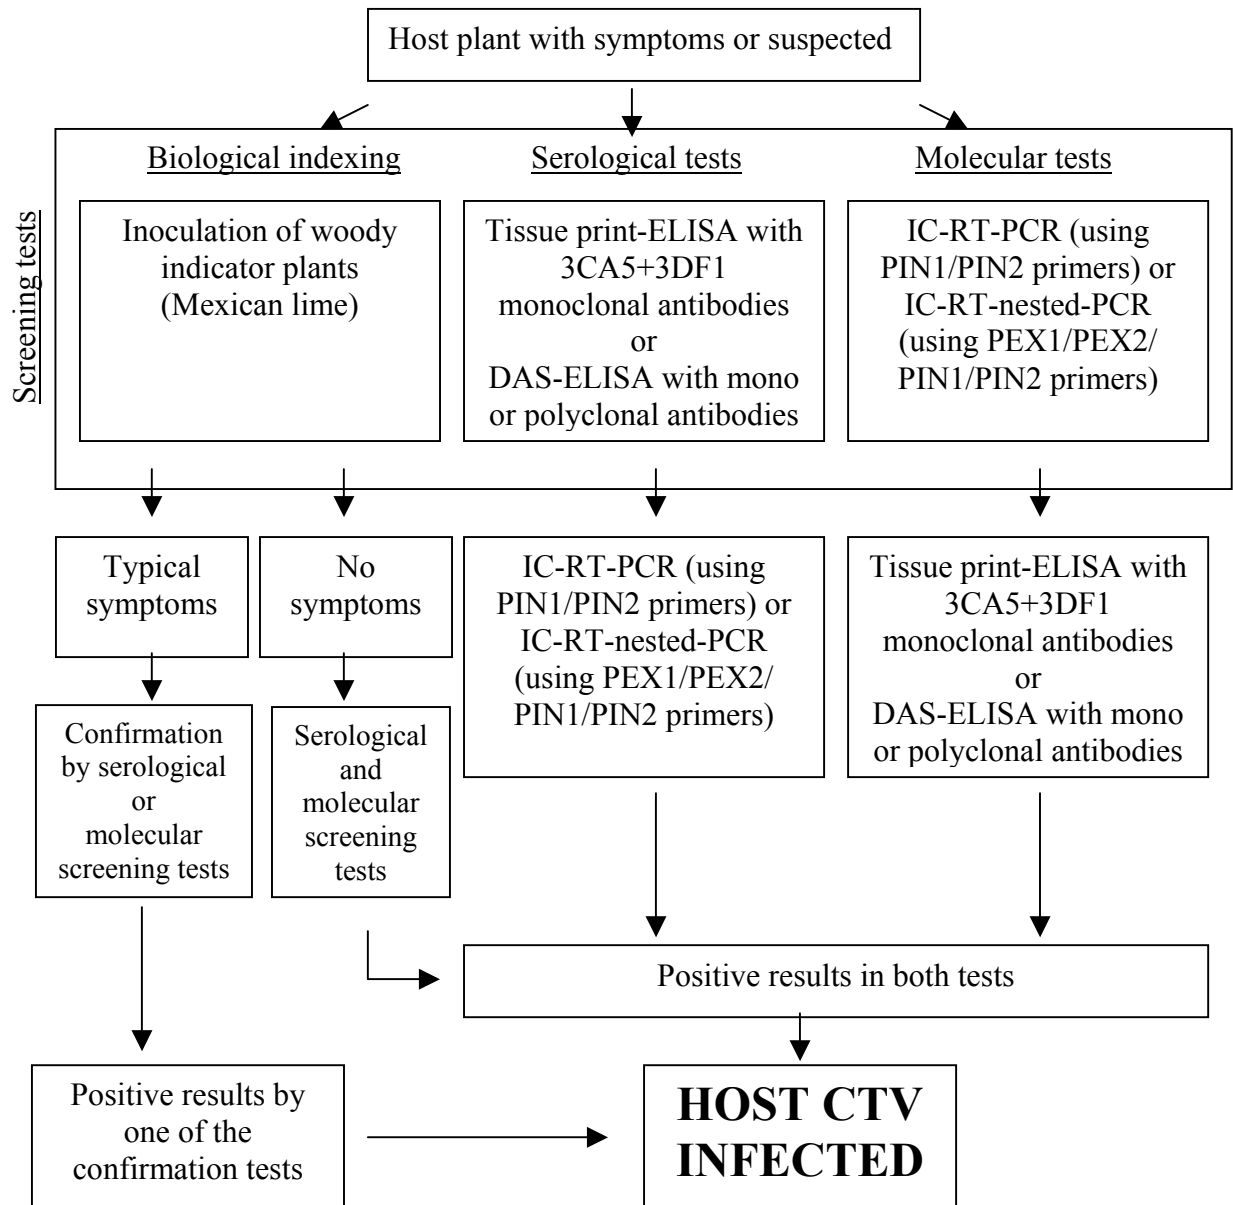 Host plant with symptoms or suspected
Screening tests
Biological indexing
Serological tests
Molecular tests
Inoculation of woody
indicator plants
(Mexican lime)
Tissue print-ELISA with
3CA5+3DF1
monoclonal antibodies
or
DAS-ELISA with mono
or polyclonal antibodies
IC-RT-PCR (using
PIN1/PIN2 primers) or
IC-RT-nested-PCR
(using PEX1/PEX2/
PIN1/PIN2 primers)
Typical
symptoms
No
symptoms
IC-RT-PCR (using
PIN1/PIN2 primers) or
IC-RT-nested-PCR
(using PEX1/PEX2/
PIN1/PIN2 primers)
Tissue print-ELISA with
3CA5+3DF1
monoclonal antibodies
or
DAS-ELISA with mono
or polyclonal antibodies
Confirmation
by serological
or
molecular
screening tests
Serological
and
molecular
screening
tests
Positive results in both tests
Positive results by
one of the
confirmation tests
HOST CTV
INFECTED